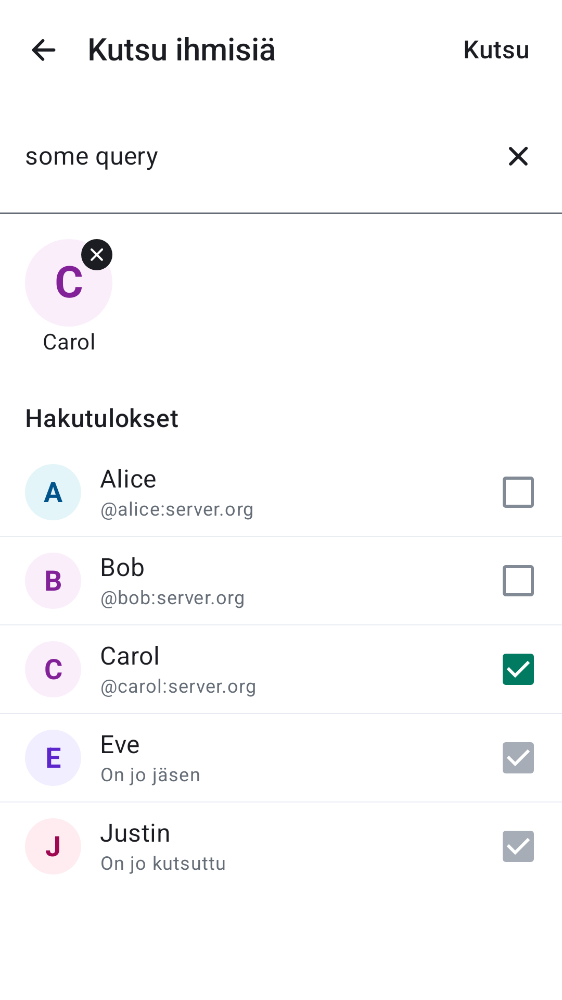 Kutsu ihmisiä Kutsu
some query
C
Carol
Hakutulokset
A Alice
@alice:server.org
B Bob
@bob:server.org
C Carol
@carol:server.org
E Eve
On jo jäsen
J Justin
On jo kutsuttu